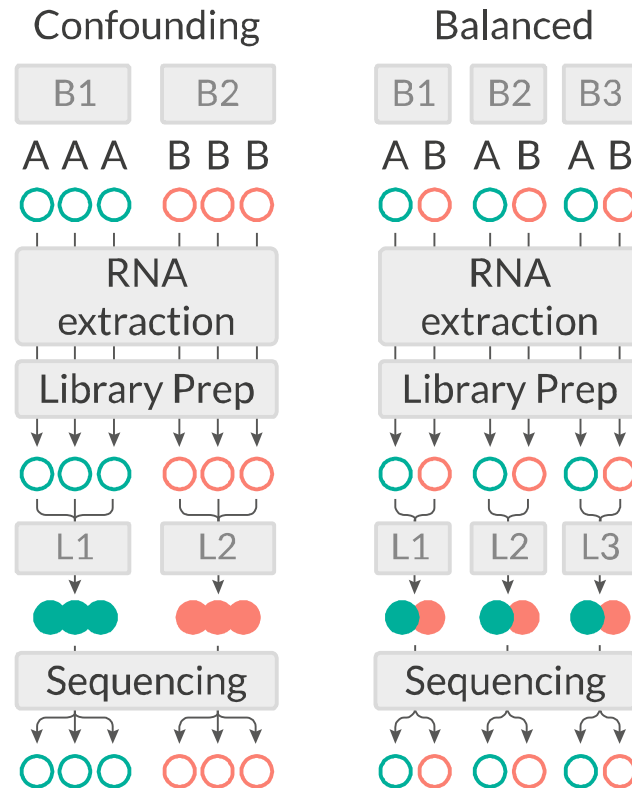 Confounding
B1 B2
A A A B B B
RNA
extraction
Library Prep
L1 L2
Sequencing
Balanced
B1 B2 B3
A B A B A B
RNA
extraction
Library Prep
L1 L2 L3
Sequencing